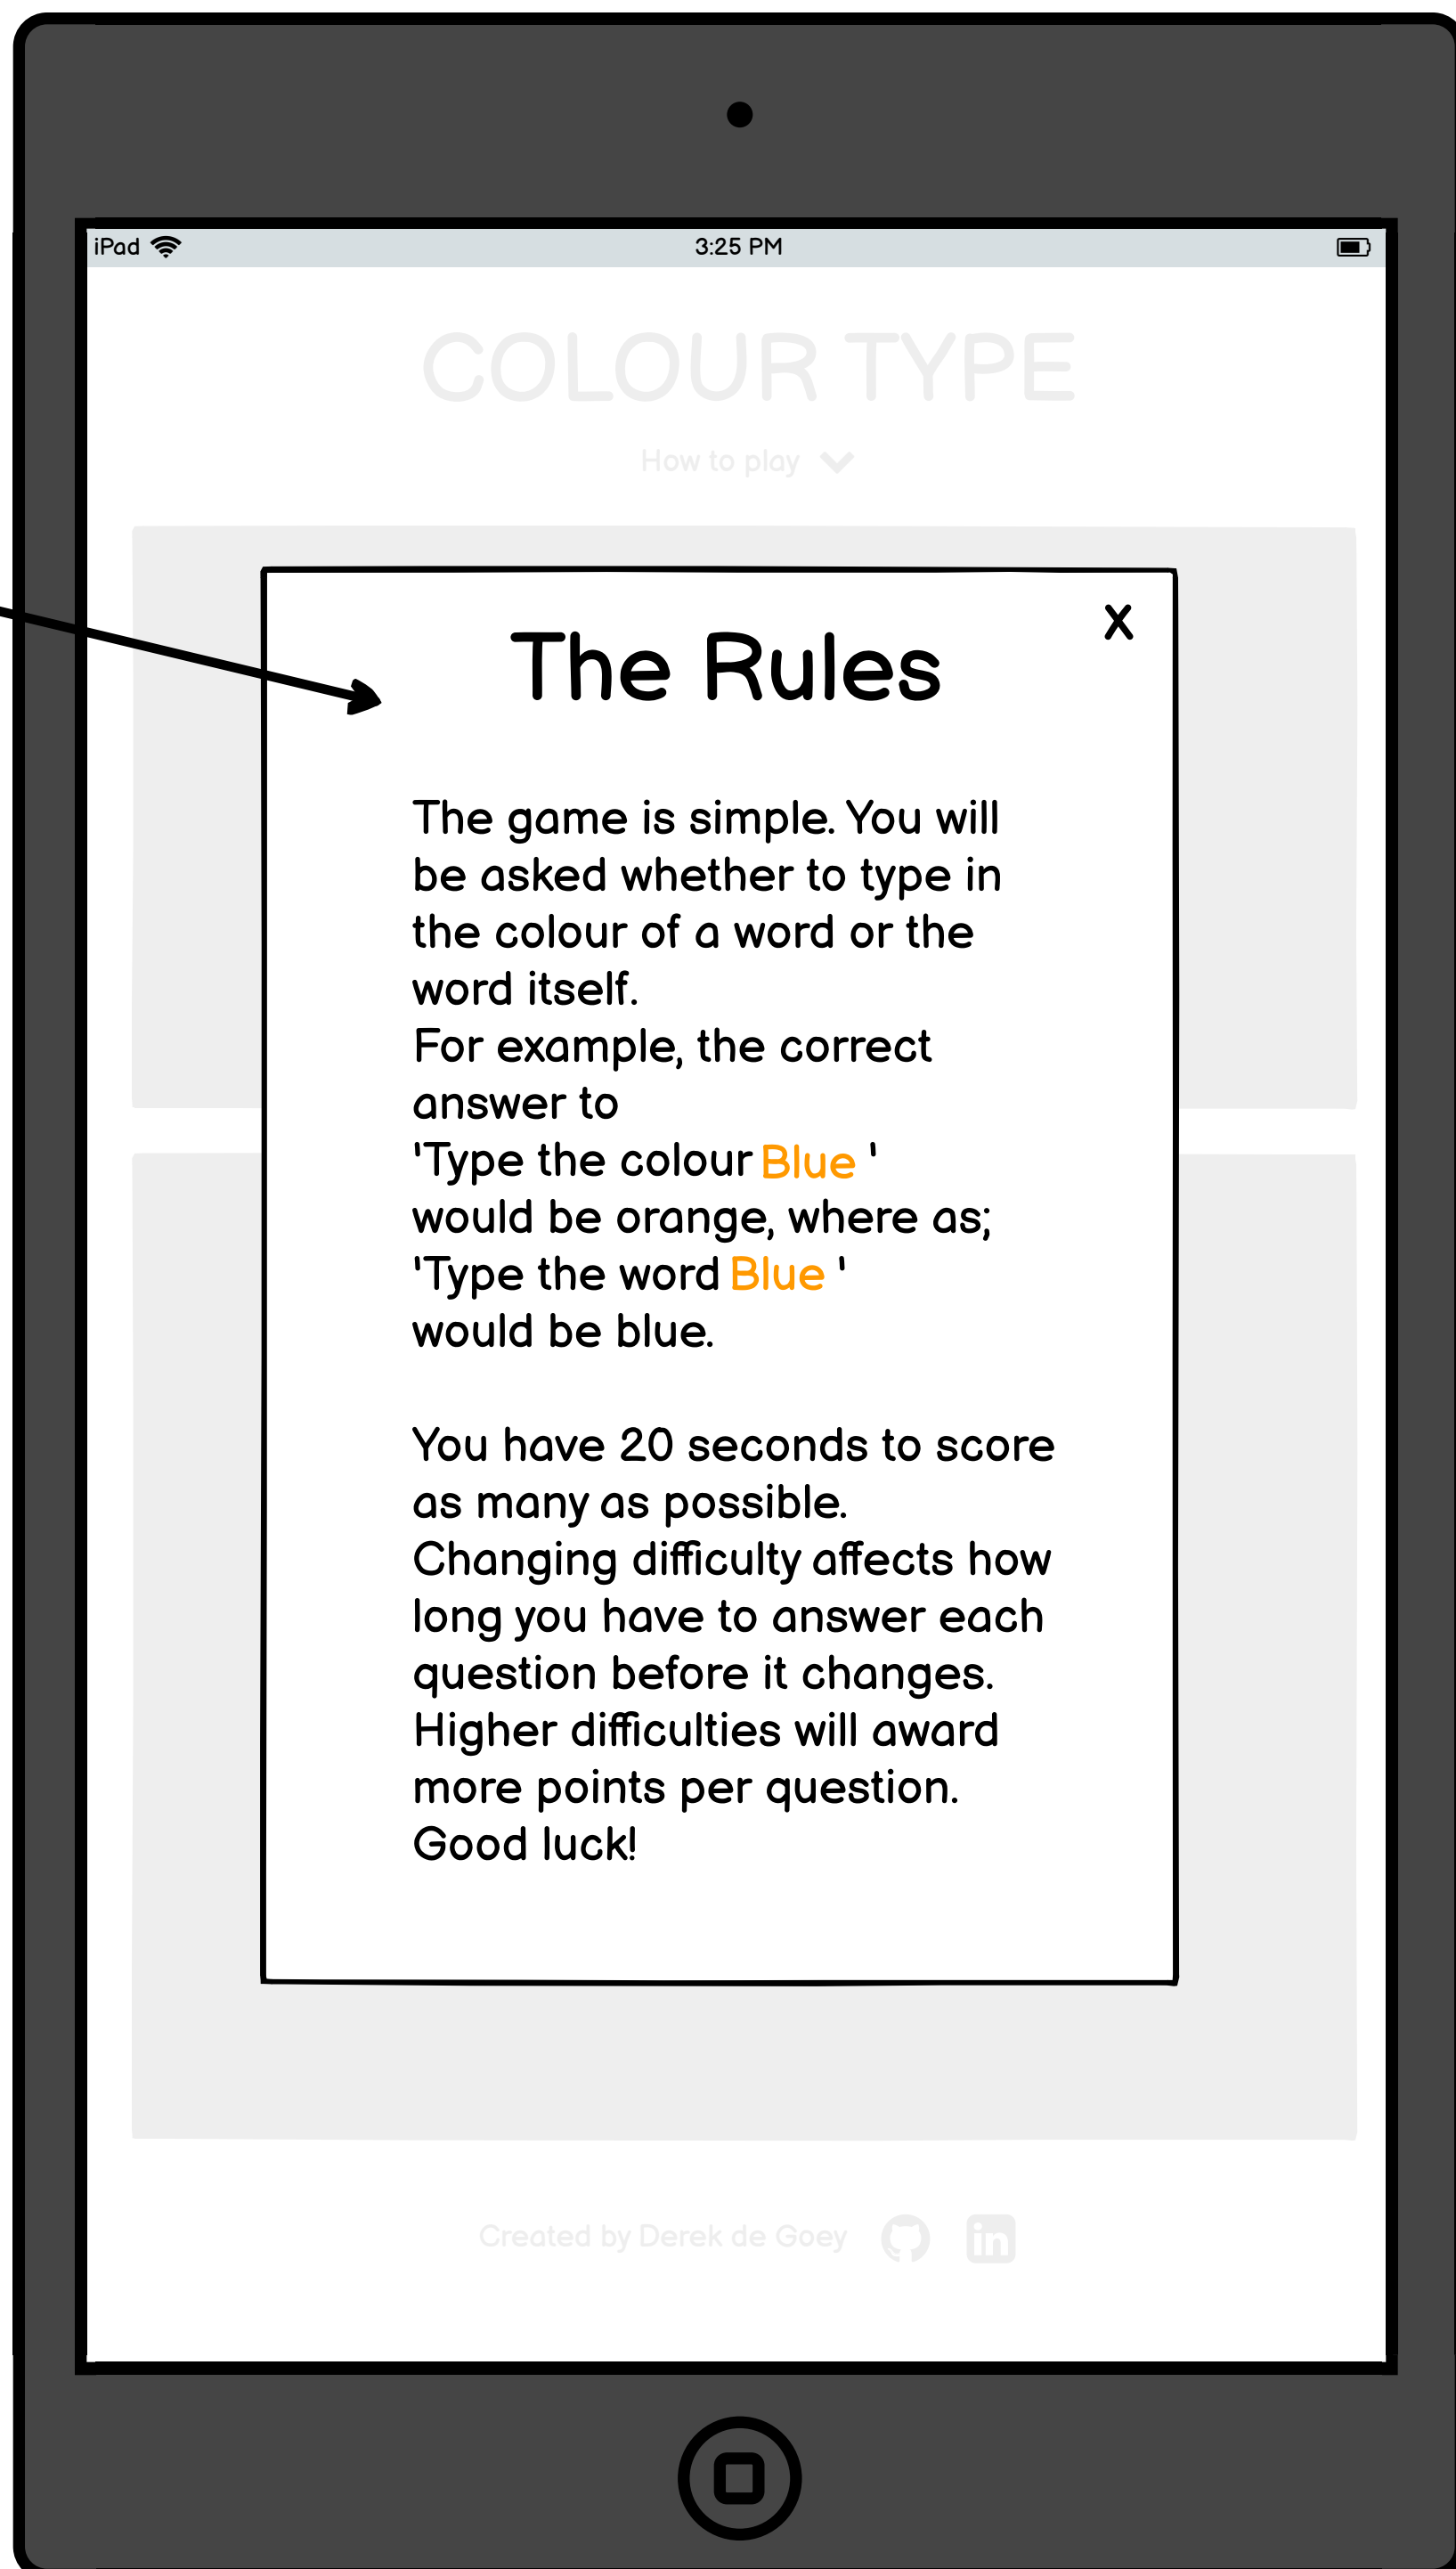 iPad
3:25 PM
COLOUR TYPE
How to play
X
The Rules
The game is simple. You will
be asked whether to type in
the colour of a word or the
word itself.
For example, the correct
answer to
'Type the colour Blue '
would be orange, where as;
'Type the word Blue '
would be blue.
You have 20 seconds to score
as many as possible.
Changing difficulty affects how
long you have to answer each
question before it changes.
Higher difficulties will award
more points per question.
Good luck!
Created by Derek de Goey
in